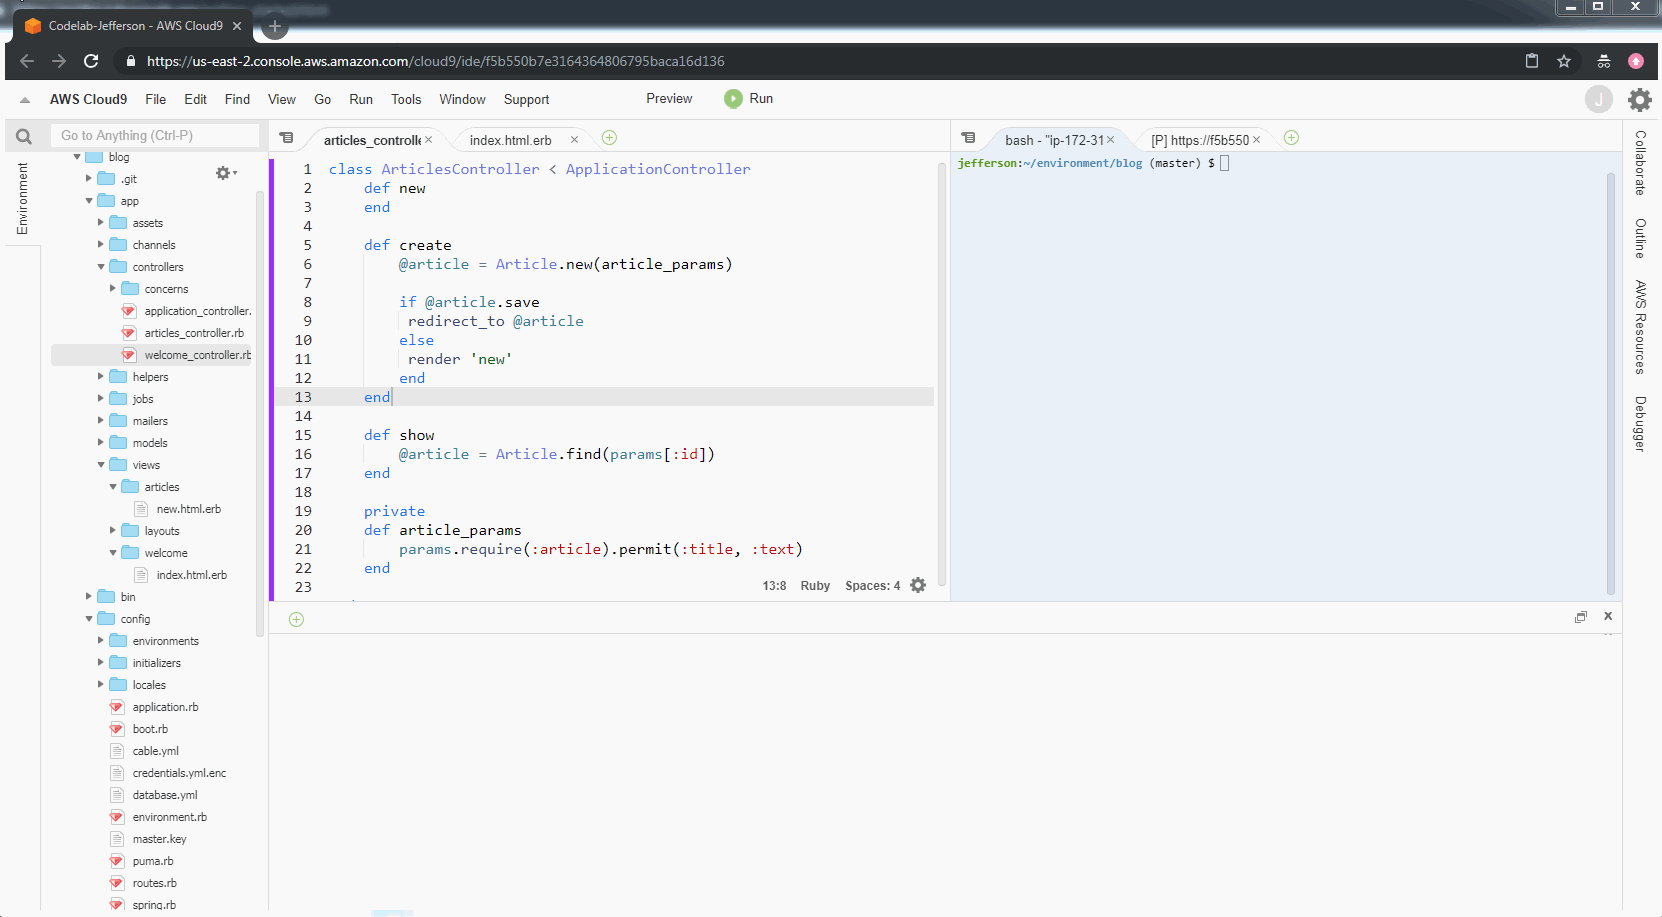 Codelab-Jefferson - AWS Cloud9
https://us-east-2.console.aws.amazon.com/cloud9/ide/f5b550b7e3164364806795baca16d136
AWS Cloud9 File Edit Find View Go Run Tools Window Support Preview Run J
Go to Anything (Ctrl-P)
Environment
blog
.git
app
assets
channels
controllers
concerns
application_controller.
articles_controller.rb
welcome_controller.rb
helpers
jobs
mailers
models
views
articles
new.html.erb
layouts
welcome
index.html.erb
bin
config
environments
initializers
locales
application.rb
boot.rb
cable.yml
credentials.yml.enc
database.yml
environment.rb
master.key
puma.rb
routes.rb
spring.rb
articles_controlle index.html.erb
1 class ArticlesController < ApplicationController
2 def new
3 end
4
5 def create
6 @article = Article.new(article_params)
7
8 if @article.save
9 redirect_to @article
10 else
11 render 'new'
12 end
13 end
14
15 def show
16 @article = Article.find(params[:id])
17 end
18
19 private
20 def article_params
21 params.require(:article).permit(:title, :text)
22 end
23
13:8 Ruby Spaces: 4
bash - "ip-172-31 [P] https://f5b550
jefferson:~/environment/blog (master) $
Collaborate
Outline
AWS Resources
Debugger